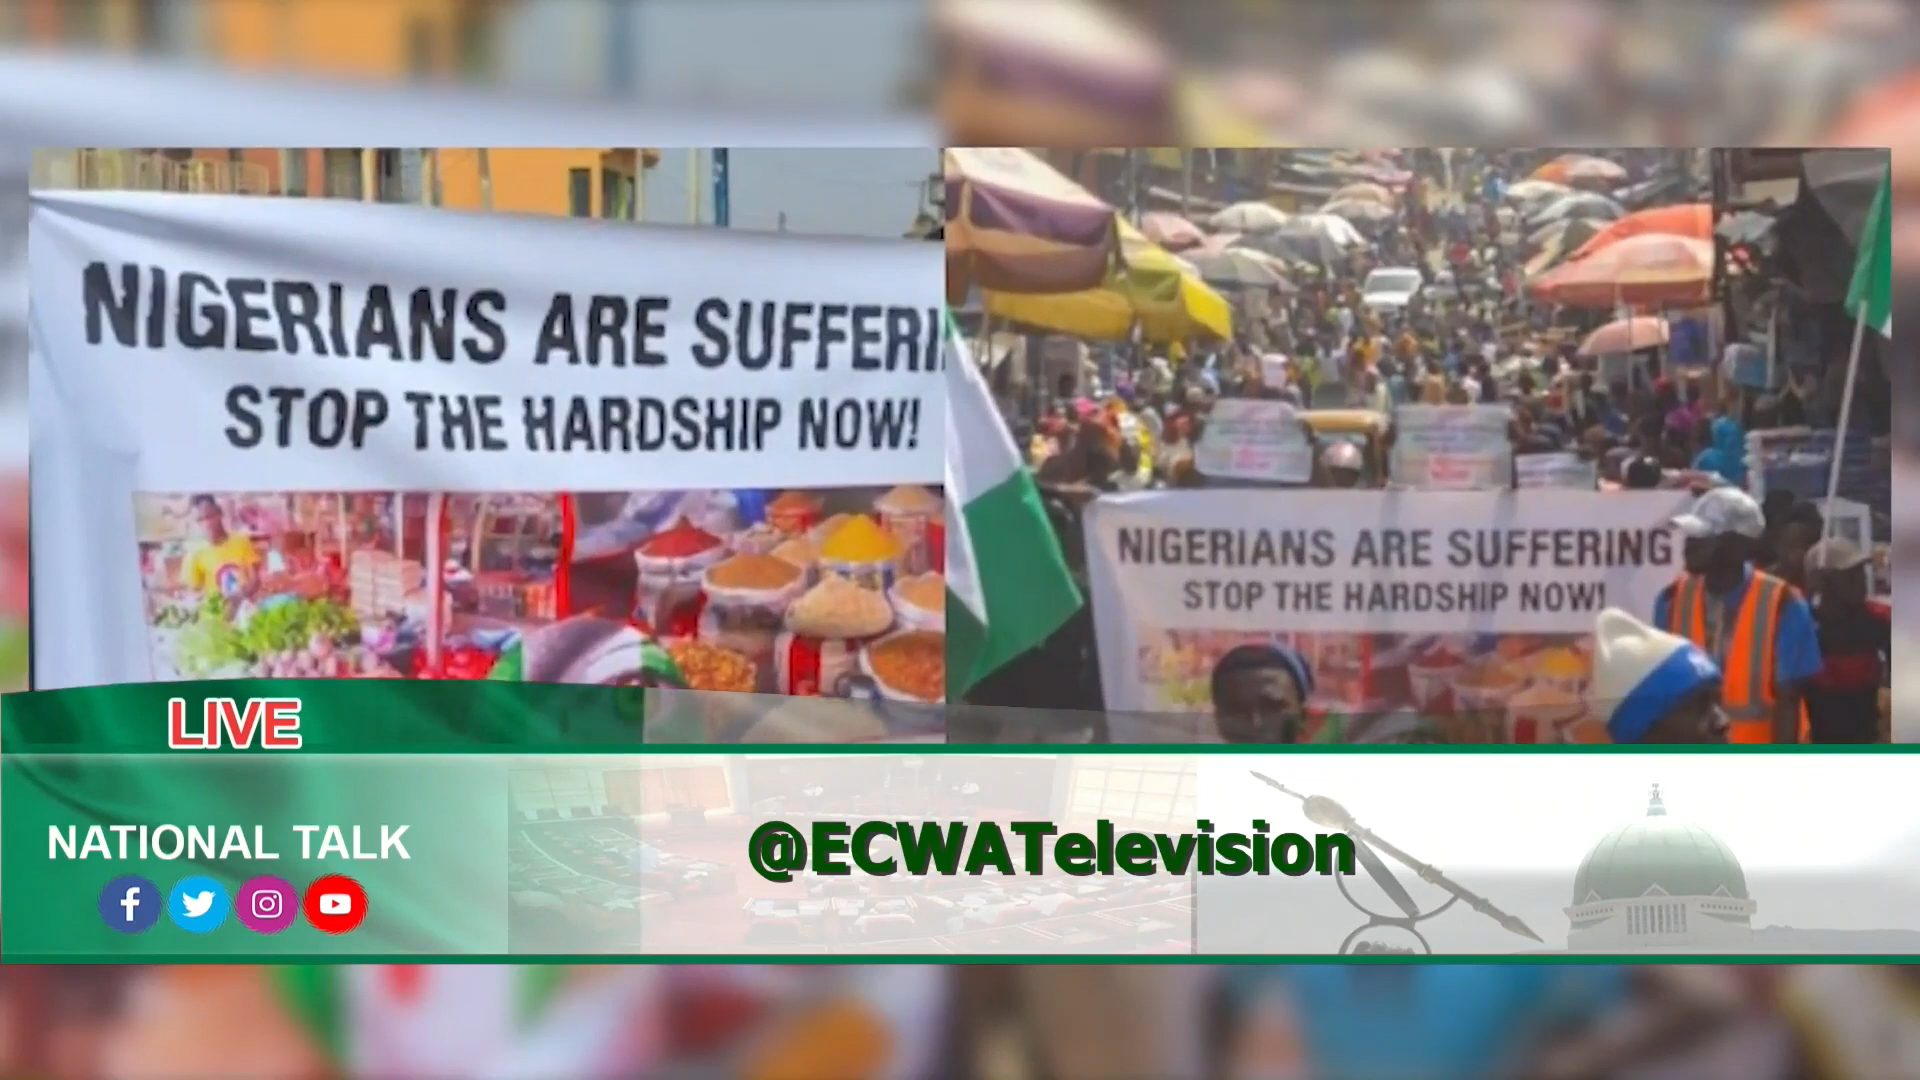 NIGERIANS ARE SUFFERI
STOP THE HARDSHIP NOW!
NIGERIANS ARE SUFFERING
STOP THE HARDSHIP NOW!
LIVE
NATIONAL TALK
@ECWATelevision